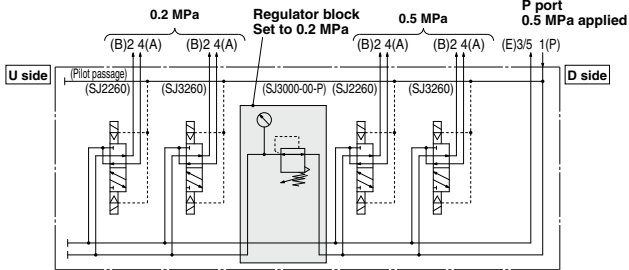 P port
0.5 MPa applied
0.2 MPa
Regulator block
Set to 0.2 MPa
0.5 MPa
(B)2 4(A)
(B)2 4(A)
(B)2 4(A)
(B)2 4(A)
(E)3/5 1(P)
U side
(Pilot passage)
D side
(SJ2260)
(SJ3260)
(SJ3000-00-P)
(SJ2260)
(SJ3260)